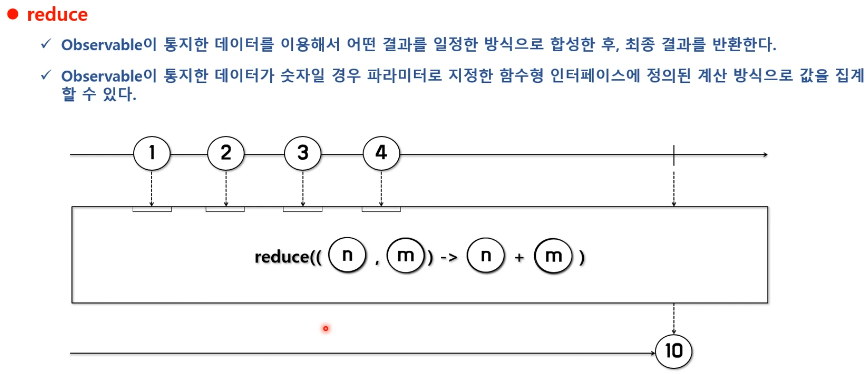 ● reduce
✓ Observable이 통지한 데이터를 이용해서 어떤 결과를 일정한 방식으로 합성한 후, 최종 결과를 반환한다.
✓ Observable이 통지한 데이터가 숫자일 경우 파라미터로 지정한 함수형 인터페이스에 정의된 계산 방식으로 값을 집계
할 수 있다.
1 2 3 4
reduce(( n , m ) -> n + m )
10